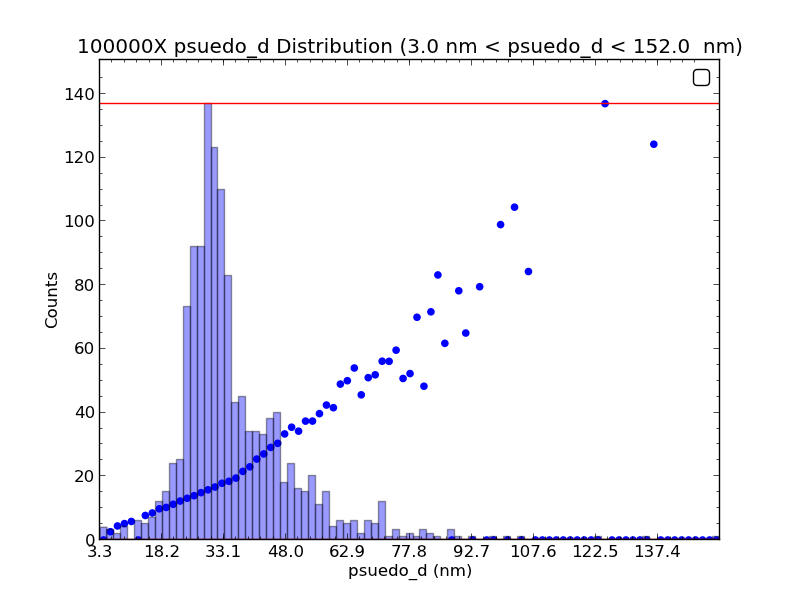 100000X psuedo_d Distribution (3.0 nm < psuedo_d < 152.0  nm)
140
120
100
80
60
40
20
0
Counts
3.3 18.2 33.1 48.0 62.9 77.8 92.7 107.6 122.5 137.4
psuedo_d (nm)